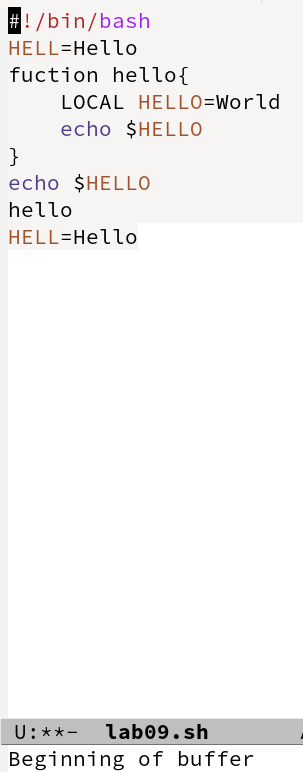 #!/bin/bash
HELL=Hello
fuction hello{
    LOCAL HELLO=World
    echo $HELLO
}
echo $HELLO
hello
HELL=Hello
U:**-  lab09.sh
Beginning of buffer